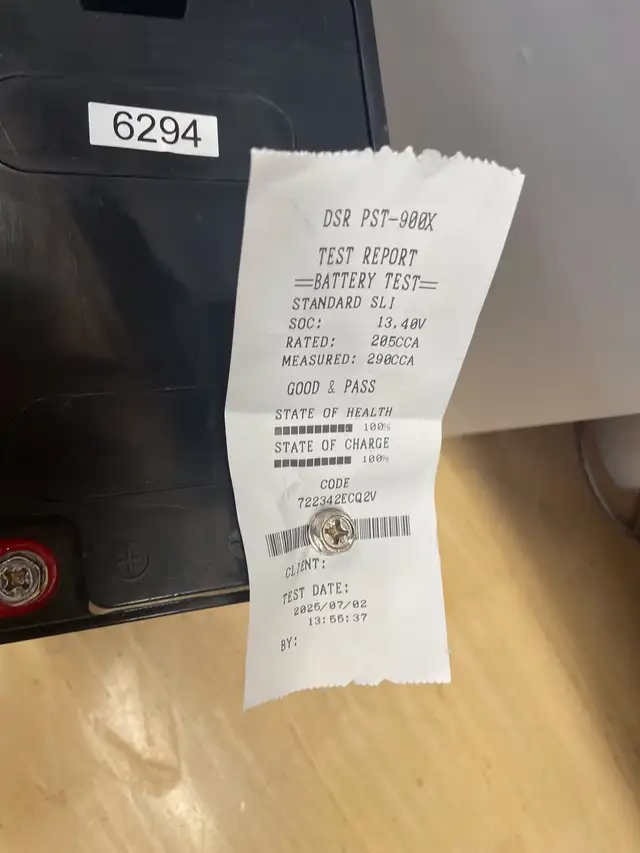 6294
DSR PST-900X
TEST REPORT
==BATTERY TEST==
STANDARD SLI
SOC: 13.40V
RATED: 205CCA
MEASURED: 290CCA
GOOD & PASS
STATE OF HEALTH
100%
STATE OF CHARGE
100%
CODE
722342ECQ2V
CLIENT:
TEST DATE:
2025/07/02
13:55:37
BY: